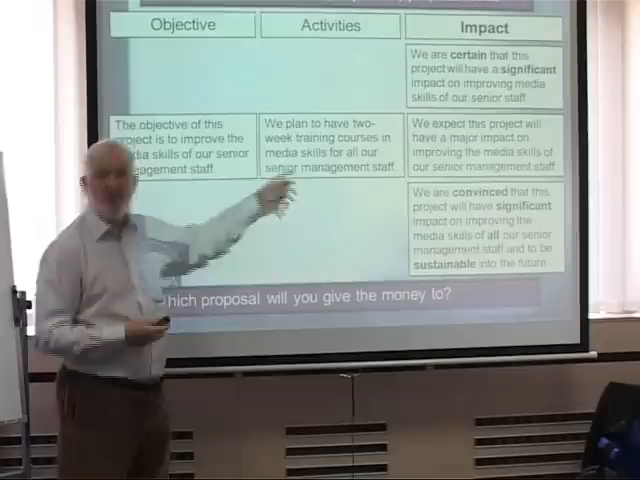 Objective
Activities
Impact
We are certain that this
project will have a significant
impact on improving media
skills of our senior staff
The objective of this
project is to improve the
media skills of our senior
management staff.
We plan to have two-
week training courses in
media skills for all our
senior management staff.
We expect this project will
have a major impact on
improving the media skills of
our senior management staff.
We are convinced that this
project will have significant
impact on improving the
media skills of all our senior
management staff and to be
sustainable into the future.
hich proposal will you give the money to?